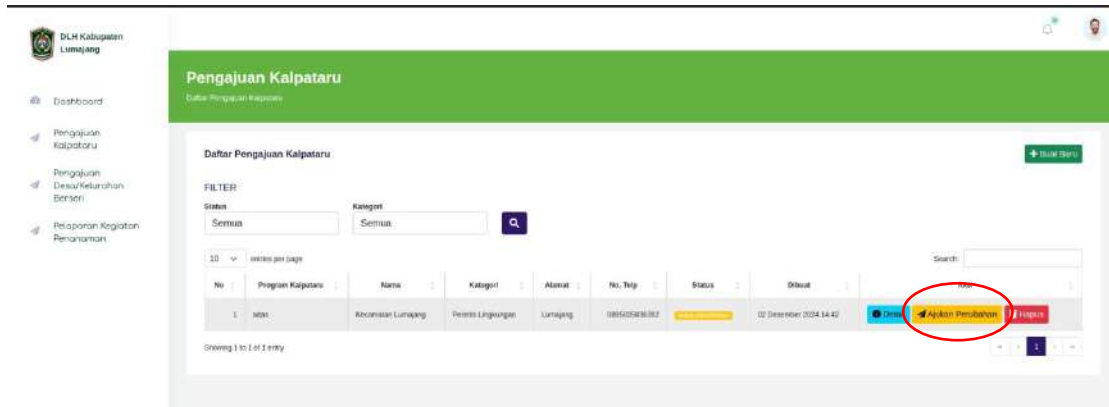 DLH Kabupaten
Lumajang
Dashboard
Pengajuan
Kalpataru
Pengajuan
Desa/Kelurahan
Berseri
Pelaporan Kegiatan
Penanaman
Pengajuan Kalpataru
Daftar Pengajuan Kalpataru
Daftar Pengajuan Kalpataru
+ Buat Baru
FILTER
Status Kategori
Semua Semua
10 entries per page Search:
No Program Kalpataru Nama Kategori Alamat No. Telp Status Dibuat
1 Kecamatan Lumajang Perintis Lingkungan Lumajang 02 Desember 2024 14:42 Detail Ajukan Perubahan Hapus
Showing 1 to 1 of 1 entry 1